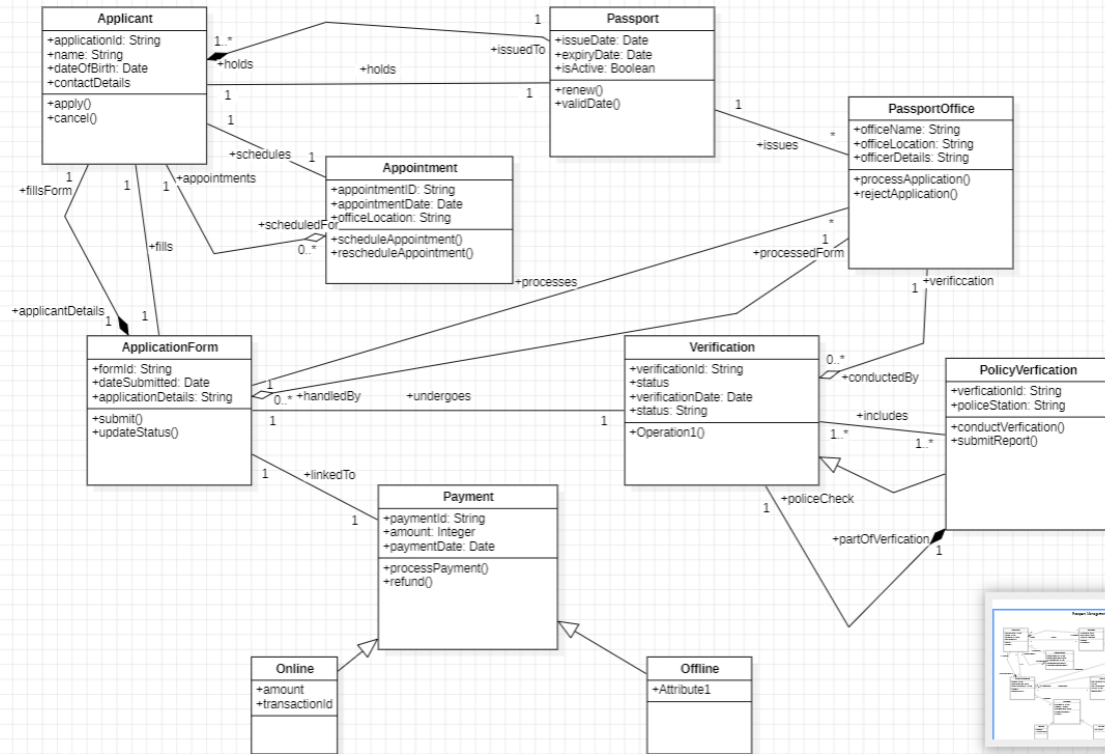 Applicant
+applicationId: String
+name: String
+dateOfBirth: Date
+contactDetails
+apply()
+cancel()
1..*
+holds
1
+issuedTo
+holds
1
1
Passport
+issueDate: Date
+expiryDate: Date
+isActive: Boolean
+renew()
+validDate()
1
*
+issues
PassportOffice
+officeName: String
+officeLocation: String
+officerDetails: String
+processApplication()
+rejectApplication()
1
+schedules
1
Appointment
+appointmentID: String
+appointmentDate: Date
+officeLocation: String
+scheduleAppointment()
+rescheduleAppointment()
1
+appointments
+scheduledFor
0..*
1
+fillsForm
1
+fills
+applicantDetails
1
1
*
1
+processedForm
+processes
1
+verificcation
ApplicationForm
+formId: String
+dateSubmitted: Date
+applicationDetails: String
+submit()
+updateStatus()
1
0..*
+handledBy
+undergoes
1
1
Verification
+verificationId: String
+status
+verificationDate: Date
+status: String
+Operation1()
0..*
+conductedBy
+includes
1..*
1..*
PolicyVerfication
+verficationId: String
+policeStation: String
+conductVerfication()
+submitReport()
+policeCheck
1
+partOfVerfication
1
1
+linkedTo
1
Payment
+paymentId: String
+amount: Integer
+paymentDate: Date
+processPayment()
+refund()
Online
+amount
+transactionId
Offline
+Attribute1